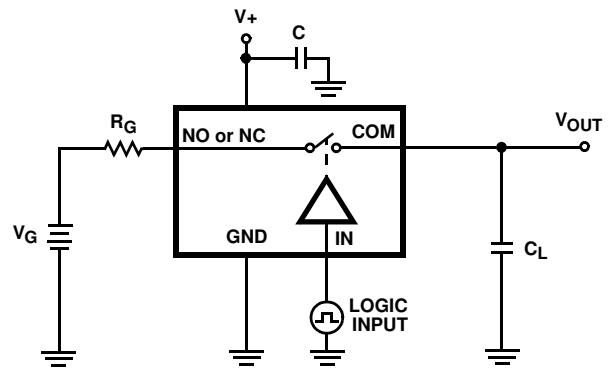 V+
C
RG
NO or NC
COM
VOUT
VG
GND
IN
CL
LOGIC
INPUT